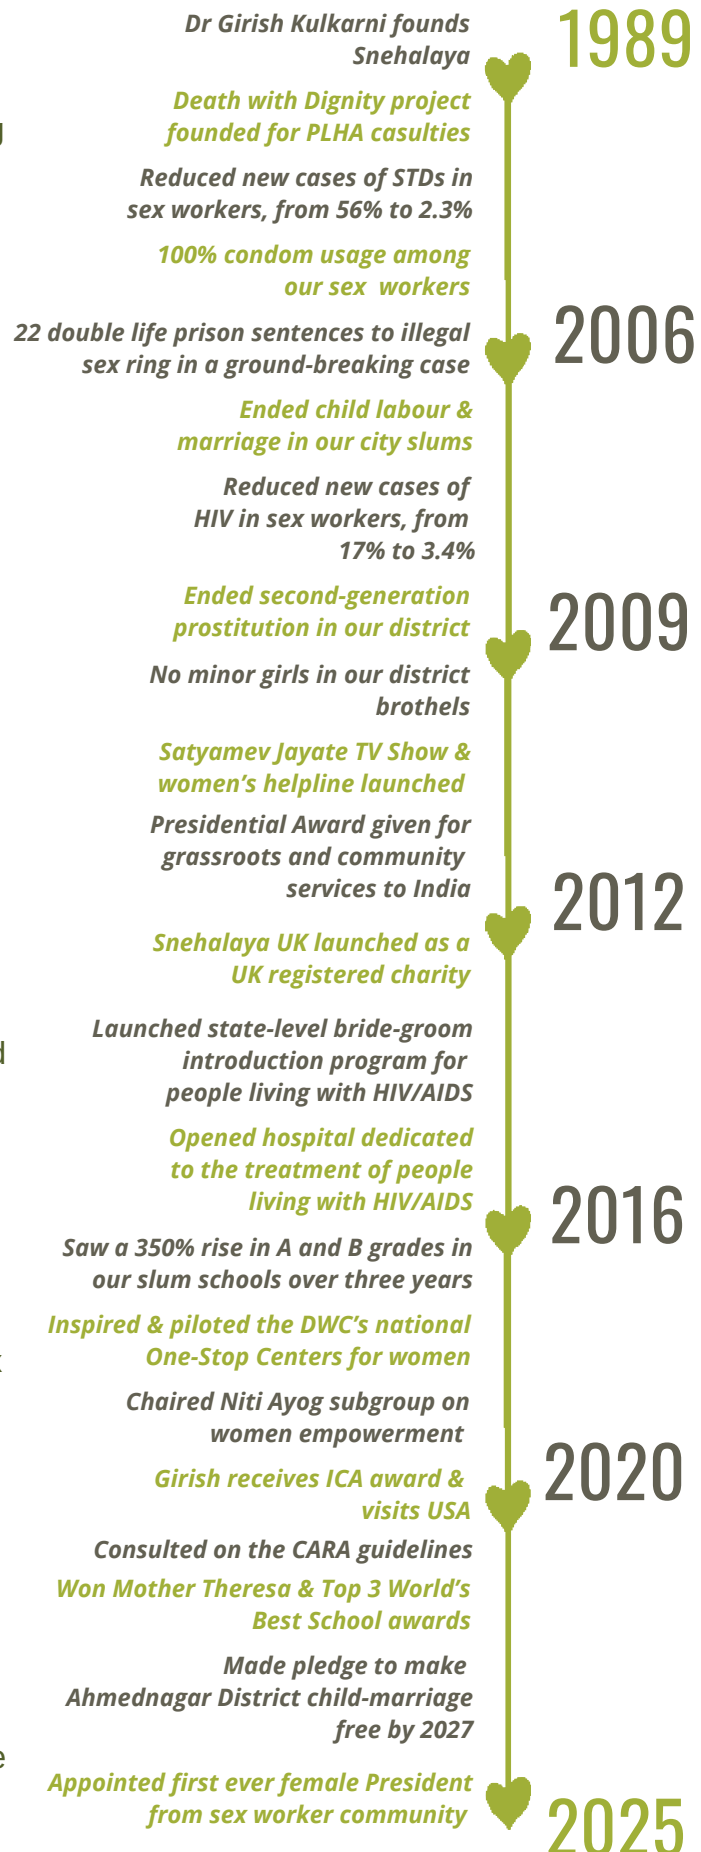 Dr Girish Kulkarni founds
Snehalaya
1989
Death with Dignity project
founded for PLHA casulties
Reduced new cases of STDs in
sex workers, from 56% to 2.3%
100% condom usage among
our sex workers
22 double life prison sentences to illegal
sex ring in a ground-breaking case
2006
Ended child labour &
marriage in our city slums
Reduced new cases of
HIV in sex workers, from
17% to 3.4%
Ended second-generation
prostitution in our district
2009
No minor girls in our district
brothels
Satyamev Jayate TV Show &
women's helpline launched
Presidential Award given for
grassroots and community
services to India
2012
Snehalaya UK launched as a
UK registered charity
Launched state-level bride-groom
introduction program for
people living with HIV/AIDS
Opened hospital dedicated
to the treatment of people
living with HIV/AIDS
2016
Saw a 350% rise in A and B grades in
our slum schools over three years
Inspired & piloted the DWC's national
One-Stop Centers for women
Chaired Niti Ayog subgroup on
women empowerment
2020
Girish receives ICA award &
visits USA
Consulted on the CARA guidelines
Won Mother Theresa & Top 3 World's
Best School awards
Made pledge to make
Ahmednagar District child-marriage
free by 2027
Appointed first ever female President
from sex worker community
2025